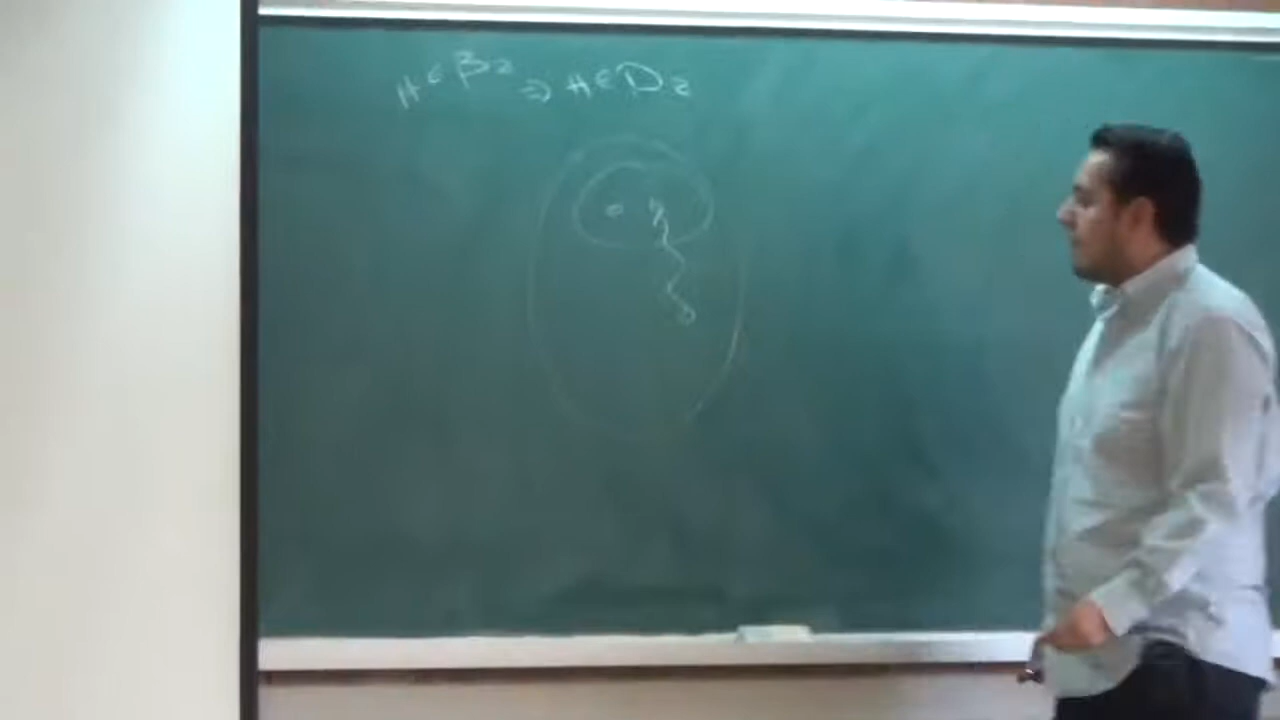 H ∈ B₂ ⇒ H ∈ D₂